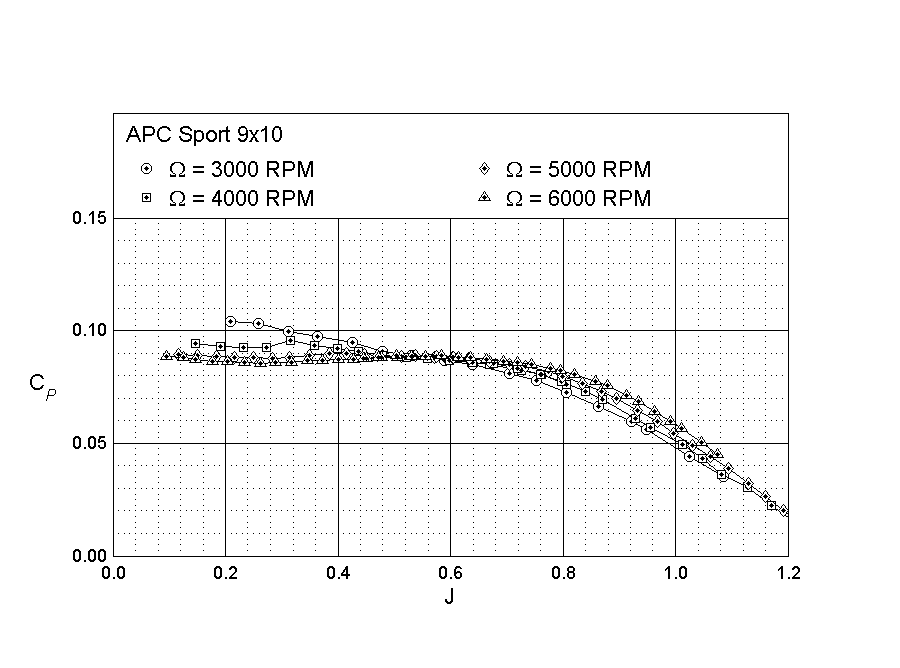 APC Sport 9x10
Ω = 3000 RPM
Ω = 5000 RPM
Ω = 4000 RPM
Ω = 6000 RPM
0.15
0.10
C_P
0.05
0.00
0.0 0.2 0.4 0.6 0.8 1.0 1.2
J